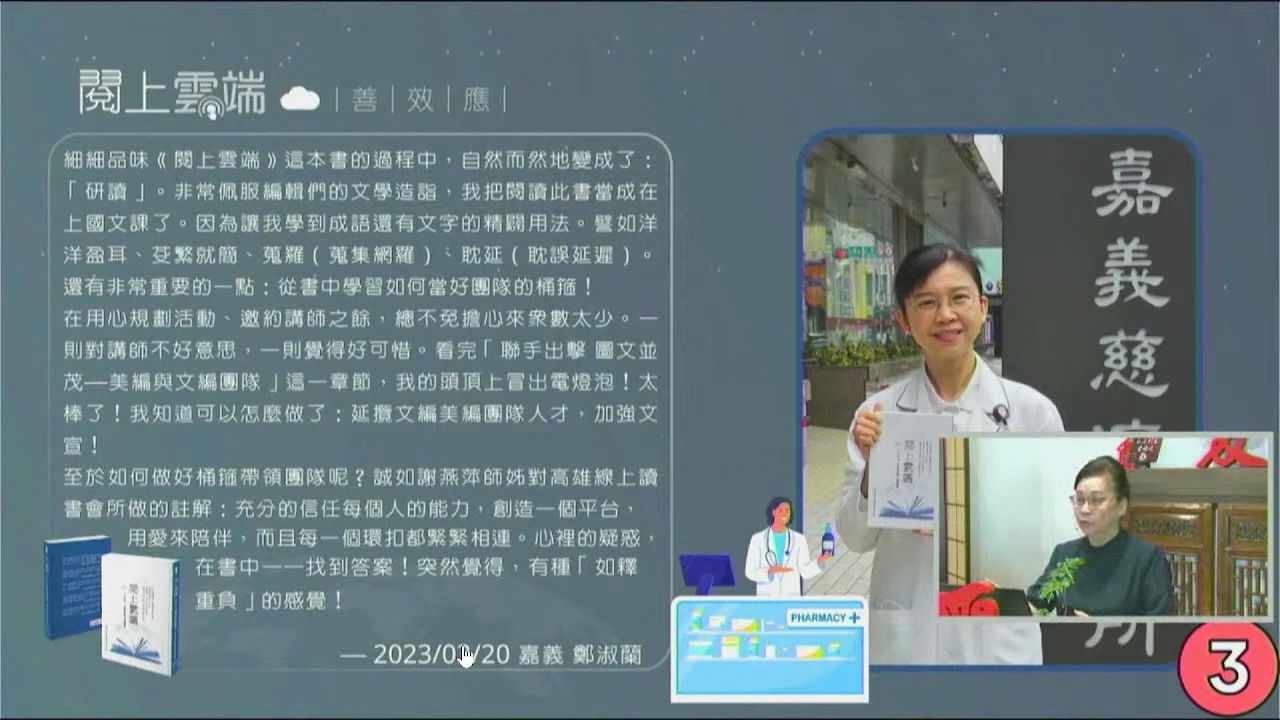 閱上雲端 | 善 | 效 | 應 |
細細品味《閱上雲端》這本書的過程中，自然而然地變成了：
「研讀」。非常佩服編輯們的文學造詣，我把閱讀此書當成在
上國文課了。因為讓我學到成語還有文字的精闢用法。譬如洋
洋盈耳、芟繁就簡、蒐羅（蒐集網羅）、耽延（耽誤延遲）。
還有非常重要的一點：從書中學習如何當好團隊的桶箍！
在用心規劃活動、邀約講師之餘，總不免擔心來眾數太少。一
則對講師不好意思，一則覺得好可惜。看完「聯手出擊 圖文並
茂—美編與文編團隊」這一章節，我的頭頂上冒出電燈泡！太
棒了！我知道可以怎麼做了：延攬文編美編團隊人才，加強文
宣！
至於如何做好桶箍帶領團隊呢？誠如謝燕萍師姊對高雄線上讀
書會所做的註解：充分的信任每個人的能力，創造一個平台，
用愛來陪伴，而且每一個環扣都緊緊相連。心裡的疑惑，
在書中一一找到答案！突然覺得，有種「如釋
重負」的感覺！
— 2023/0 /20 嘉義 鄭淑蘭
閱上雲端
嘉義慈 所
閱上雲端
PHARMACY
3